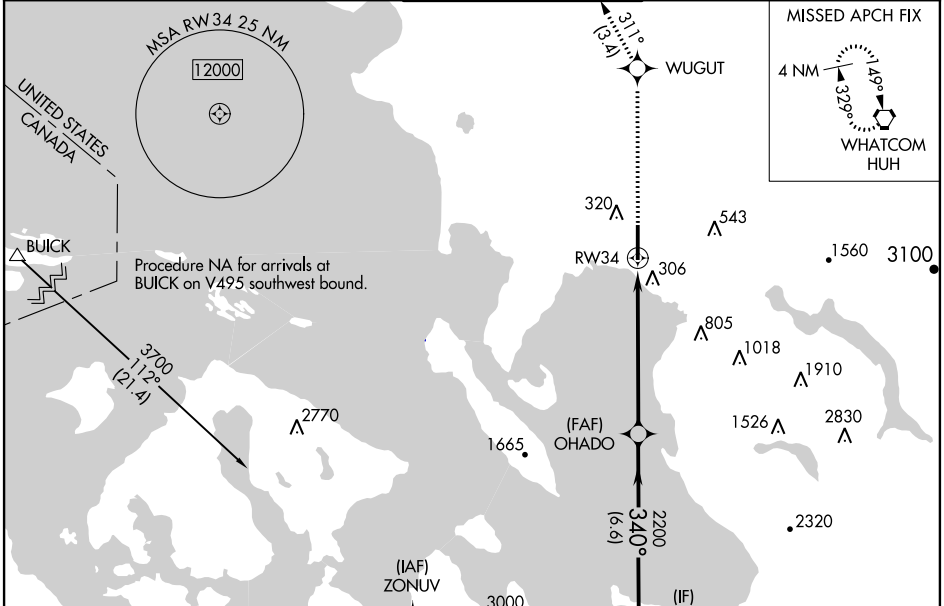 MSA RW34 25 NM
12000
311°
(3.4)
WUGUT
MISSED APCH FIX
4 NM
149°
329°
WHATCOM
HUH
UNITED STATES
CANADA
320
543
BUICK
Procedure NA for arrivals at
BUICK on V495 southwest bound.
RW34
306
1560
3100
3700
112°
(21.4)
805
1018
1910
2770
1665
(FAF)
OHADO
1526
2830
2200
340°
(6.6)
2320
(IAF)
ZONUV
3000
(IF)